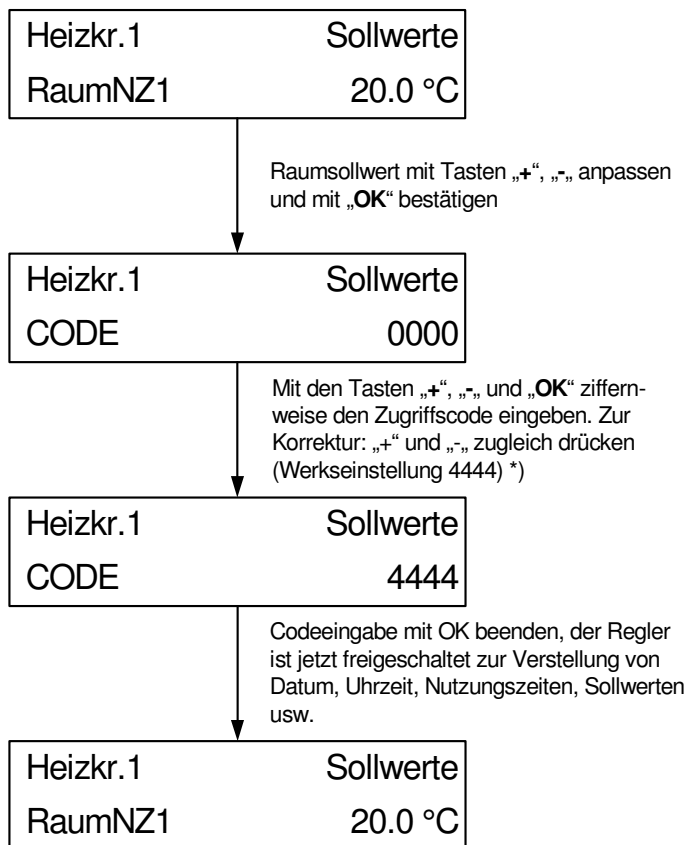 Heizkr.1 Sollwerte
RaumNZ1 20.0 °C
Raumsollwert mit Tasten „+“, „-„ anpassen
und mit „OK“ bestätigen
Heizkr.1 Sollwerte
CODE 0000
Mit den Tasten „+“, „-„ und „OK“ ziffern-
weise den Zugriffscode eingeben. Zur
Korrektur: „+“ und „-„ zugleich drücken
(Werkseinstellung 4444) *)
Heizkr.1 Sollwerte
CODE 4444
Codeeingabe mit OK beenden, der Regler
ist jetzt freigeschaltet zur Verstellung von
Datum, Uhrzeit, Nutzungszeiten, Sollwerten
usw.
Heizkr.1 Sollwerte
RaumNZ1 20.0 °C